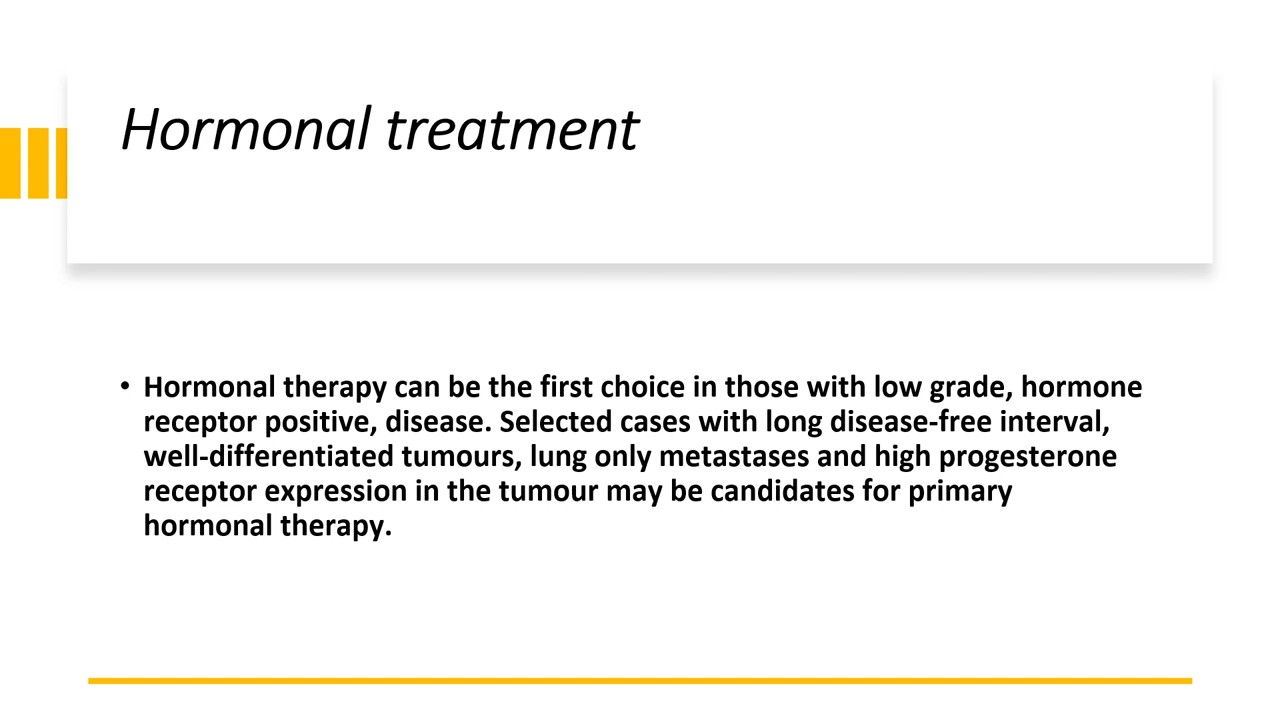 Hormonal treatment
• Hormonal therapy can be the first choice in those with low grade, hormone
receptor positive, disease. Selected cases with long disease-free interval,
well-differentiated tumours, lung only metastases and high progesterone
receptor expression in the tumour may be candidates for primary
hormonal therapy.